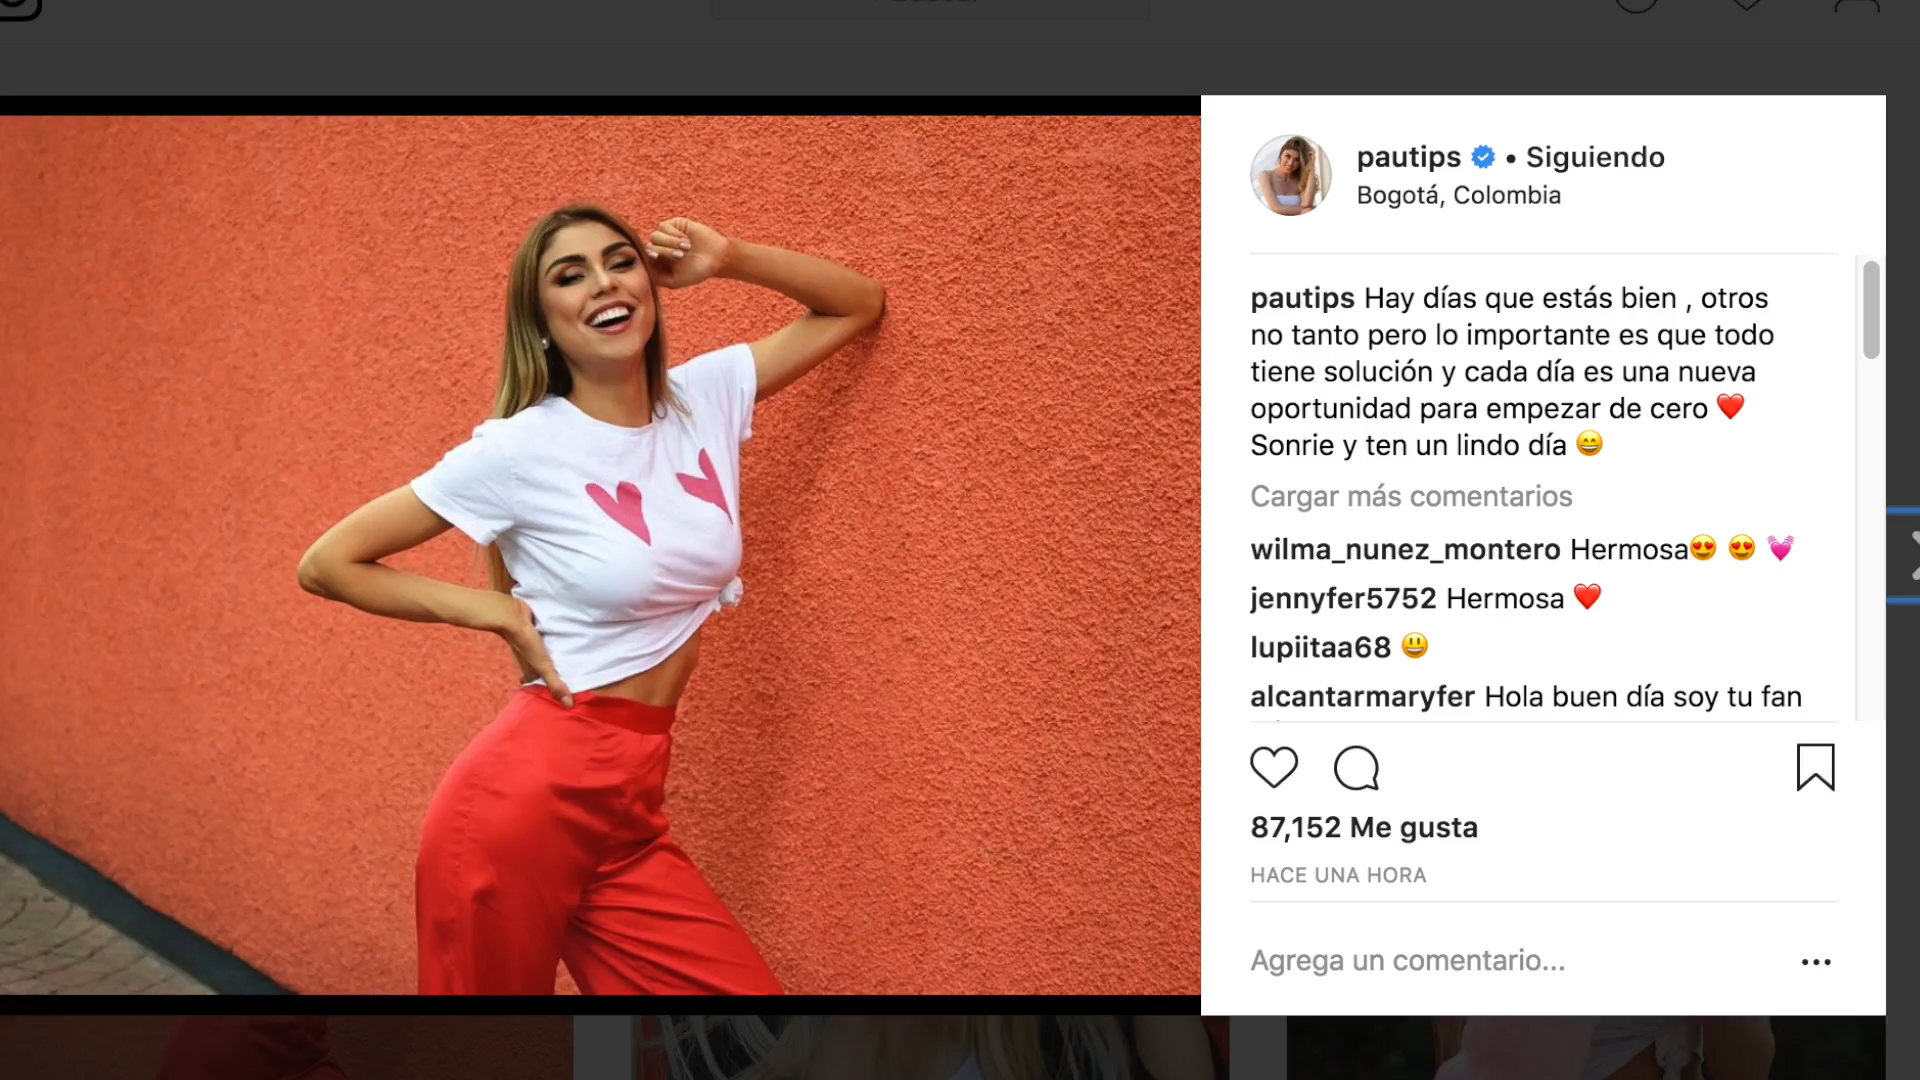 pautips • Siguiendo
Bogotá, Colombia
pautips Hay días que estás bien , otros
no tanto pero lo importante es que todo
tiene solución y cada día es una nueva
oportunidad para empezar de cero ❤️
Sonrie y ten un lindo día 😄
Cargar más comentarios
wilma_nunez_montero Hermosa😍 😍 💓
jennyfer5752 Hermosa ❤️
lupiitaa68 😃
alcantarmaryfer Hola buen día soy tu fan
87,152 Me gusta
HACE UNA HORA
Agrega un comentario...